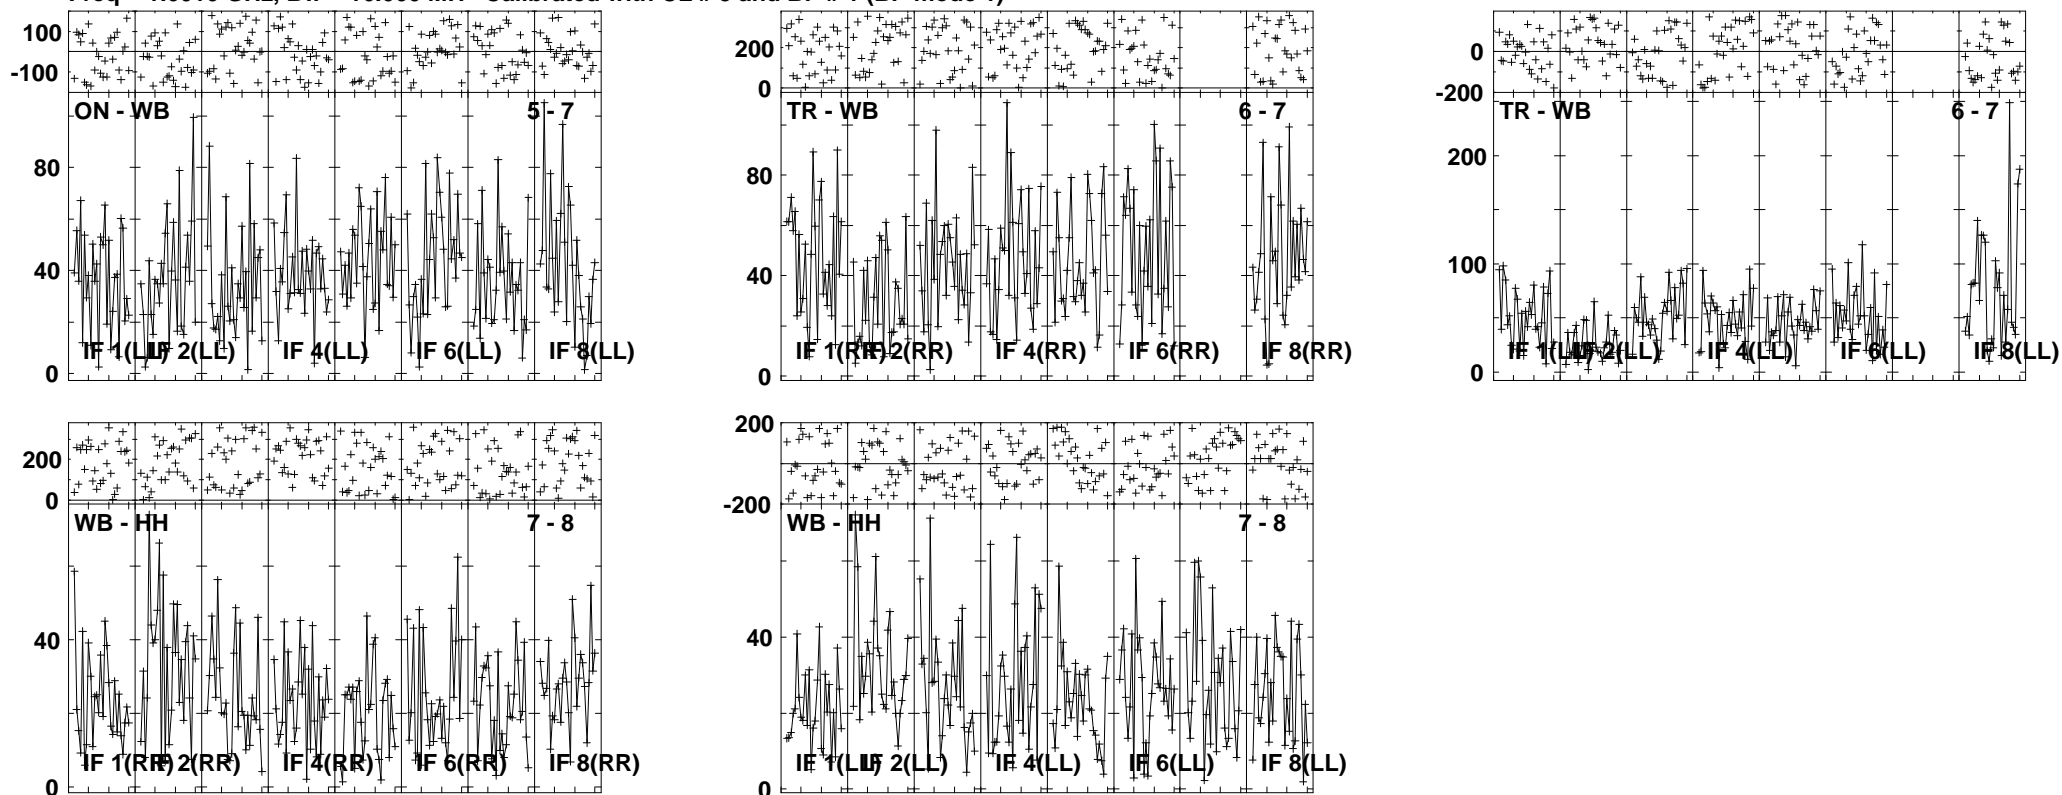 100
-100
ON - WB
5 - 7
80
40
0
IF 1(LL)
IF 2(LL)
IF 4(LL)
IF 6(LL)
IF 8(LL)
200
0
TR - WB
6 - 7
80
40
0
IF 1(RR)
IF 2(RR)
IF 4(RR)
IF 6(RR)
IF 8(RR)
0
-200
TR - WB
6 - 7
200
100
0
IF 1(LL)
IF 2(LL)
IF 4(LL)
IF 6(LL)
IF 8(LL)
200
0
WB - HH
7 - 8
40
0
IF 1(RR)
IF 2(RR)
IF 4(RR)
IF 6(RR)
IF 8(RR)
200
-200
WB - HH
7 - 8
40
0
IF 1(LL)
IF 2(LL)
IF 4(LL)
IF 6(LL)
IF 8(LL)